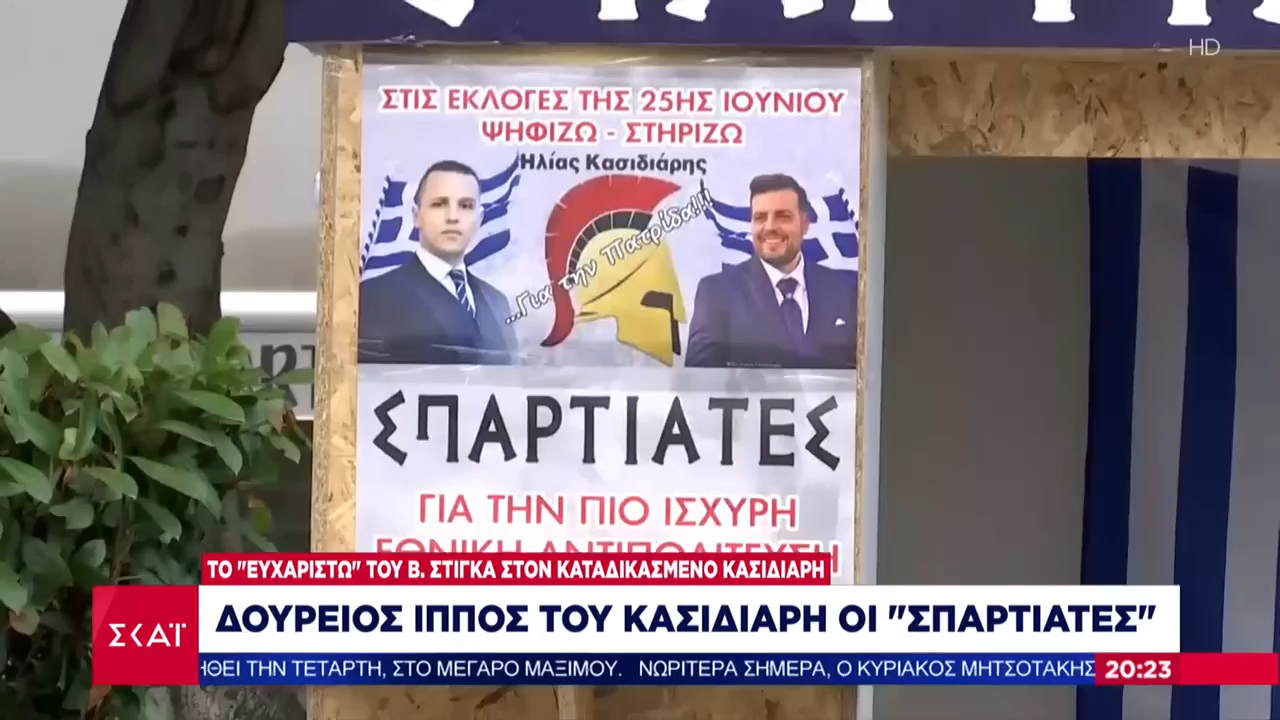 HD
ΣΤΙΣ ΕΚΛΟΓΕΣ ΤΗΣ 25ΗΣ ΙΟΥΝΙΟΥ
ΨΗΦΙΖΩ - ΣΤΗΡΙΖΩ
Ηλίας Κασιδιάρης
...Για την Πατρίδα!!!
ΣΠΑΡΤΙΑΤΕΣ
ΓΙΑ ΤΗΝ ΠΙΟ ΙΣΧΥΡΗ
ΕΘΝΙΚΗ ΑΝΤΙΠΟΛΙΤΕΥΣΗ
ΤΟ "ΕΥΧΑΡΙΣΤΩ" ΤΟΥ Β. ΣΤΙΓΚΑ ΣΤΟΝ ΚΑΤΑΔΙΚΑΣΜΕΝΟ ΚΑΣΙΔΙΑΡΗ
ΣΚΑΪ
ΔΟΥΡΕΙΟΣ ΙΠΠΟΣ ΤΟΥ ΚΑΣΙΔΙΑΡΗ ΟΙ "ΣΠΑΡΤΙΑΤΕΣ"
ΗΘΕΙ ΤΗΝ ΤΕΤΑΡΤΗ, ΣΤΟ ΜΕΓΑΡΟ ΜΑΞΙΜΟΥ. ΝΩΡΙΤΕΡΑ ΣΗΜΕΡΑ, Ο ΚΥΡΙΑΚΟΣ ΜΗΤΣΟΤΑΚΗΣ
20:23